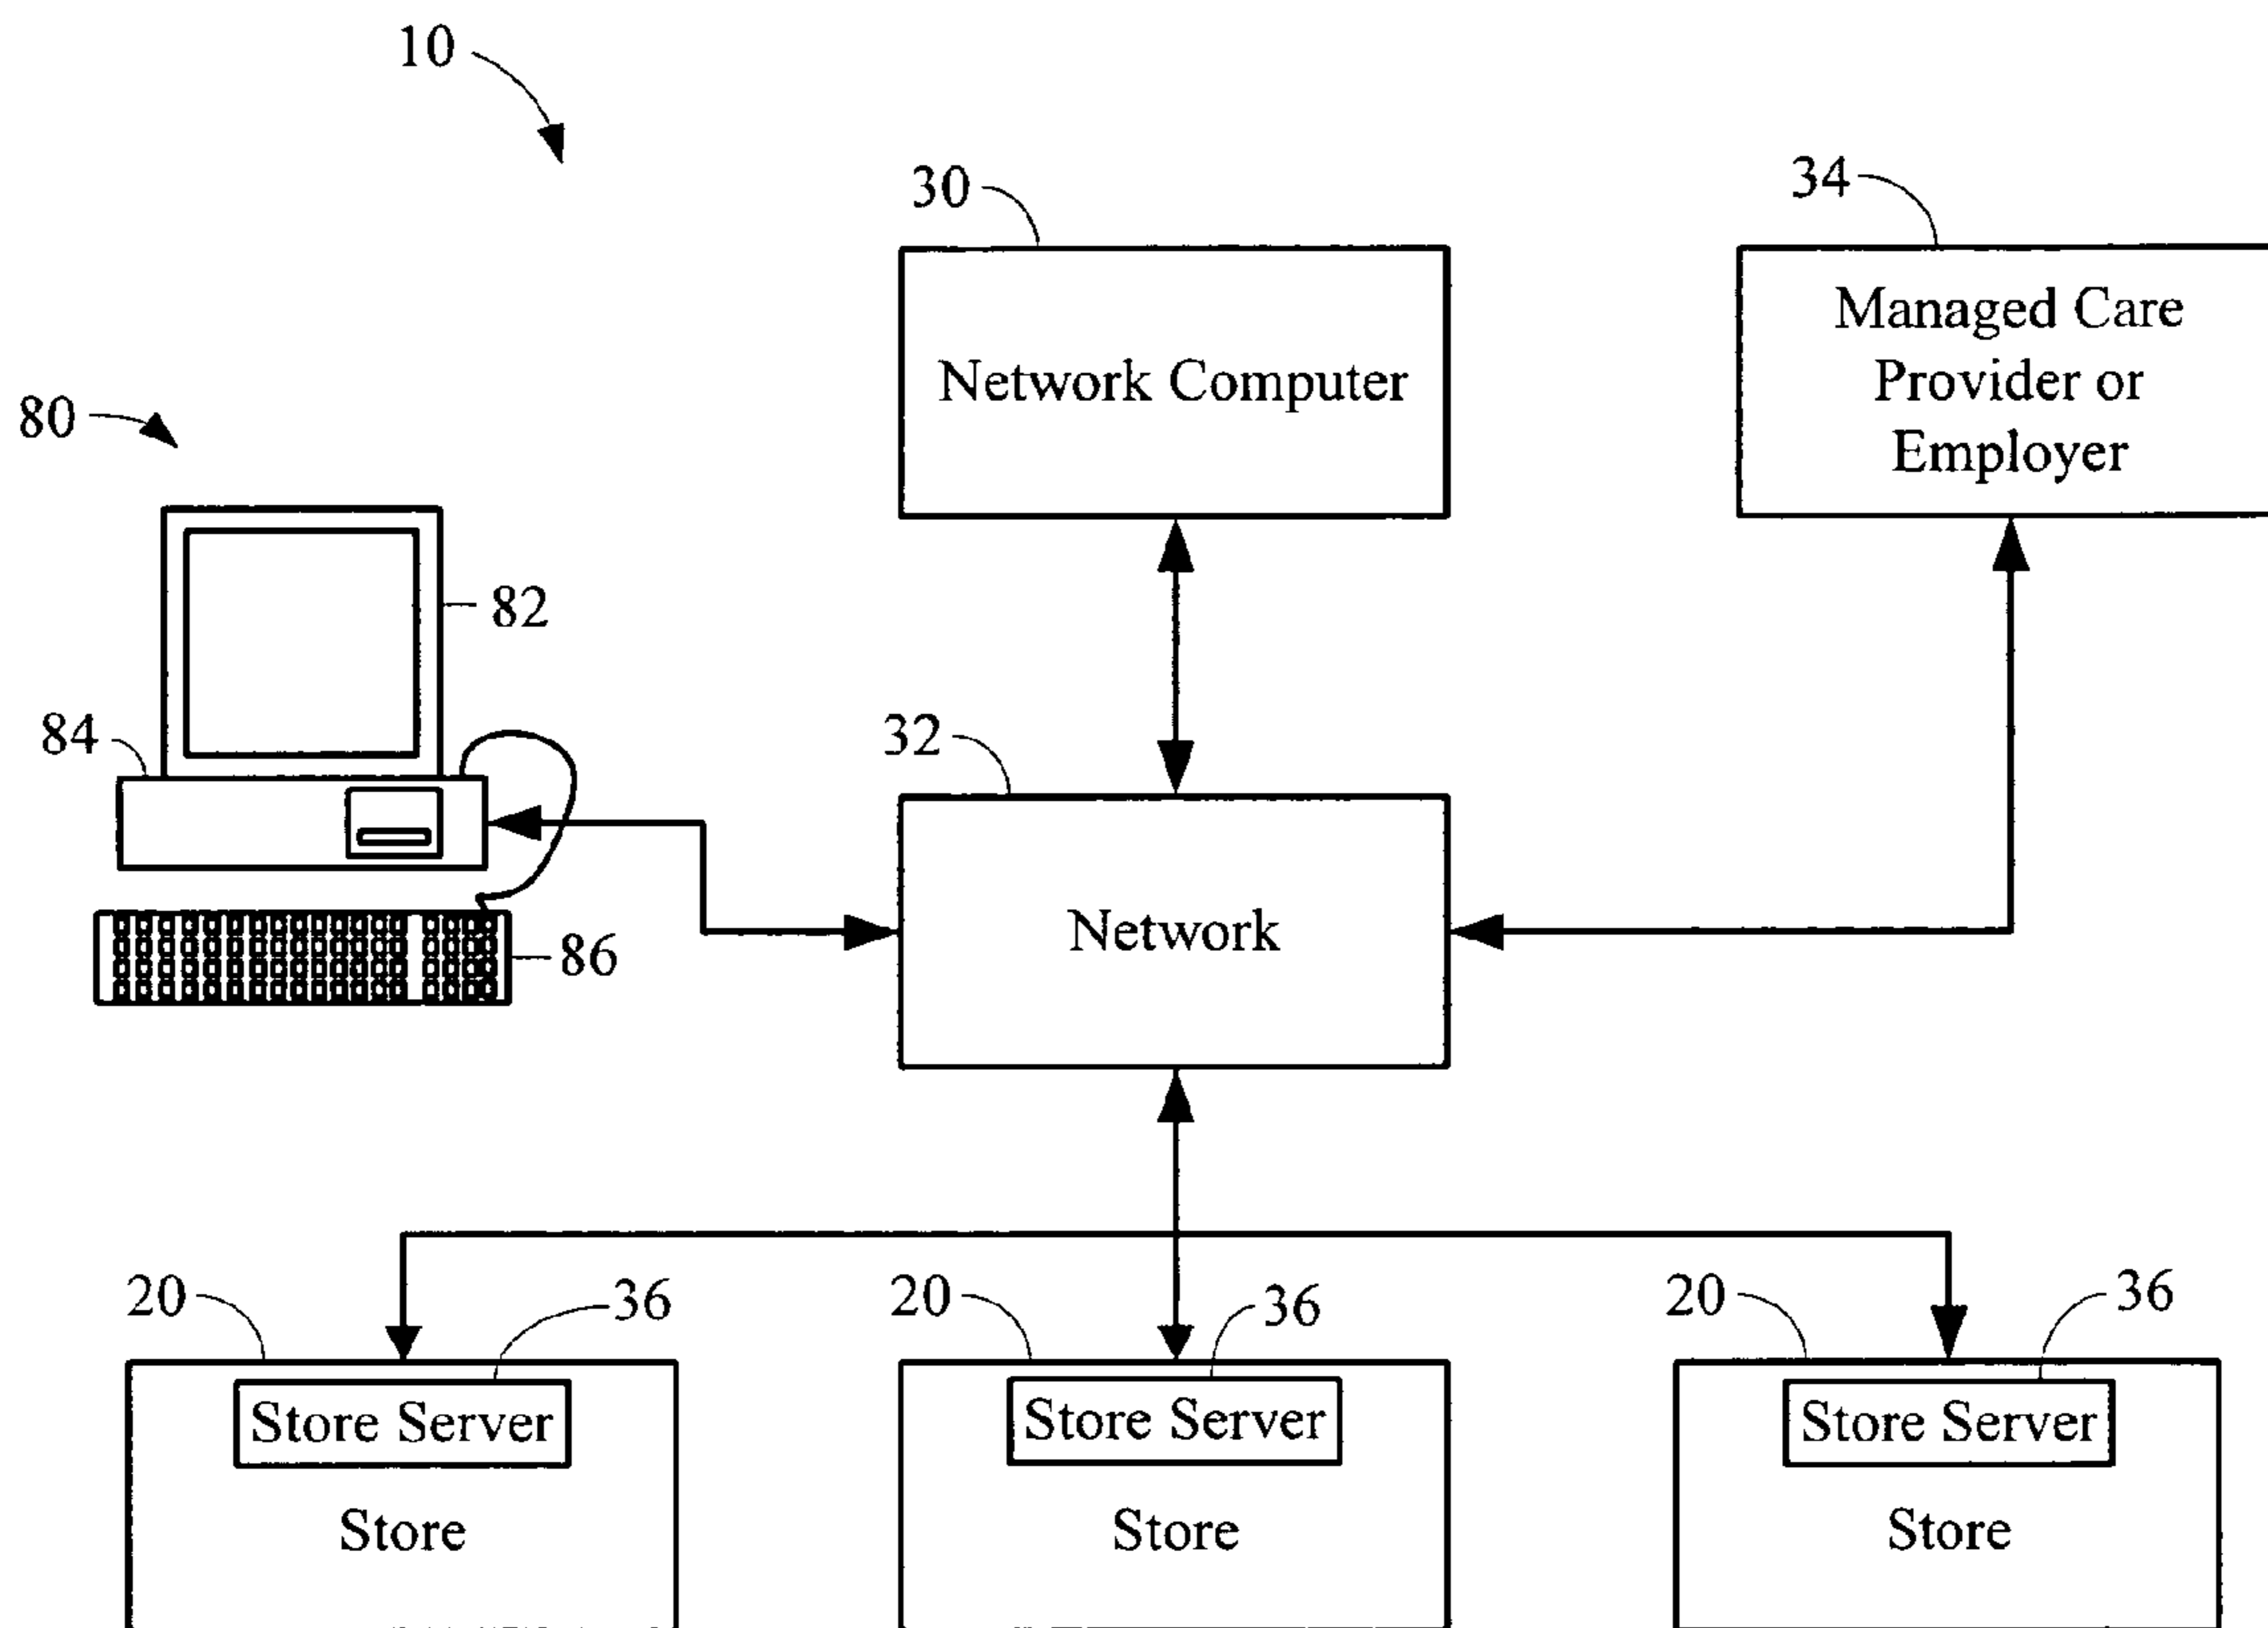 10
30
34
Network Computer
Managed Care
Provider or
Employer
80
82
84
32
Network
86
20
36
20
36
20
36
Store Server
Store Server
Store Server
Store
Store
Store